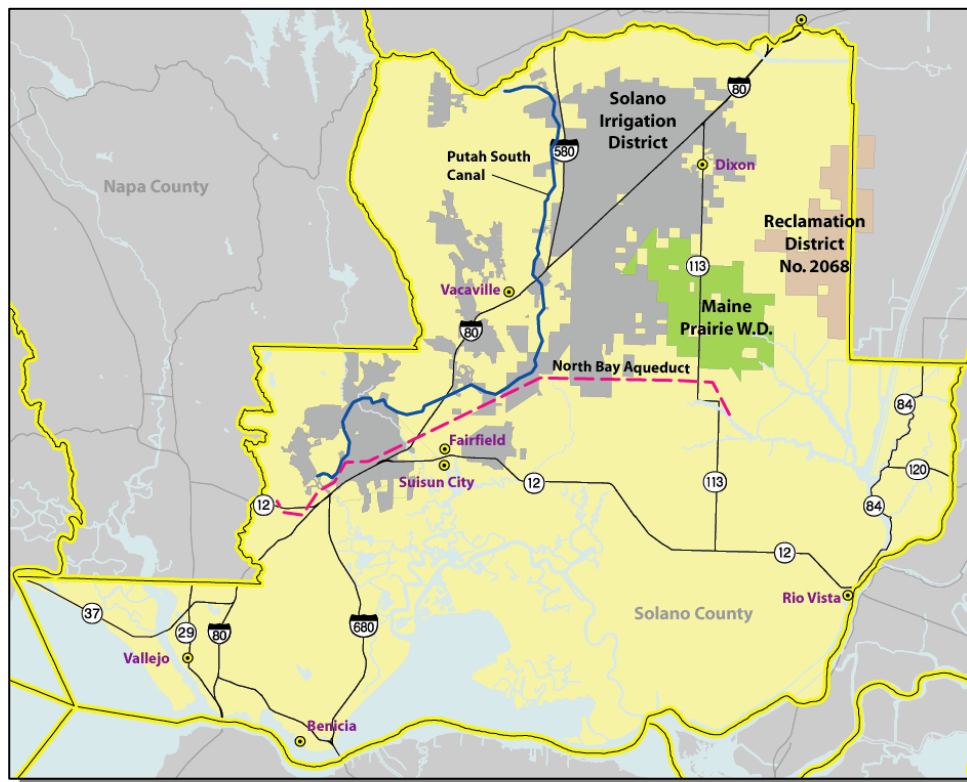 80
Solano
Irrigation
District
580
Putah South
Canal
Dixon
Napa County
Reclamation
District
No. 2068
113
Vacaville
Maine
Prairie W.D.
80
North Bay Aqueduct
84
Fairfield
120
Suisun City
12
12
113
84
12
Rio Vista
37
Solano County
29
80
680
Vallejo
Benicia